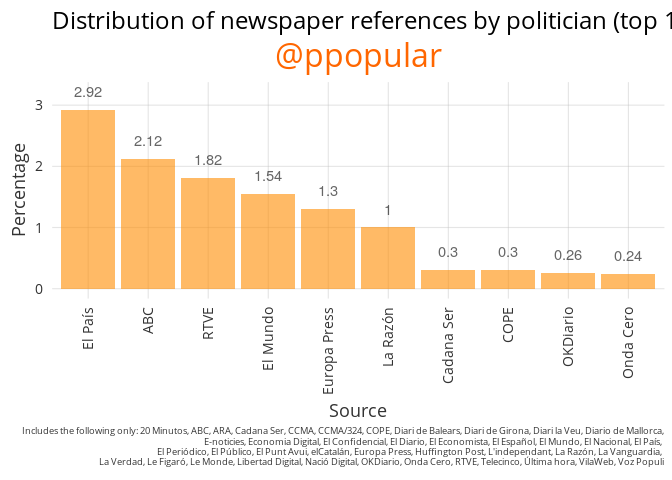 Distribution of newspaper references by politician (top 1
@ppopular
Percentage
3
2
1
0
2.92
2.12
1.82
1.54
1.3
1
0.3
0.3
0.26
0.24
El País
ABC
RTVE
El Mundo
Europa Press
La Razón
Cadana Ser
COPE
OKDiario
Onda Cero
Source
Includes the following only: 20 Minutos, ABC, ARA, Cadana Ser, CCMA, CCMA/324, COPE, Diari de Balears, Diari de Girona, Diari la Veu, Diario de Mallorca,
E-noticies, Economia Digital, El Confidencial, El Diario, El Economista, El Español, El Mundo, El Nacional, El País,
El Periódico, El Público, El Punt Avui, elCatalán, Europa Press, Huffington Post, L'independant, La Razón, La Vanguardia,
La Verdad, Le Figaró, Le Monde, Libertad Digital, Nació Digital, OKDiario, Onda Cero, RTVE, Telecinco, Última hora, VilaWeb, Voz Populi